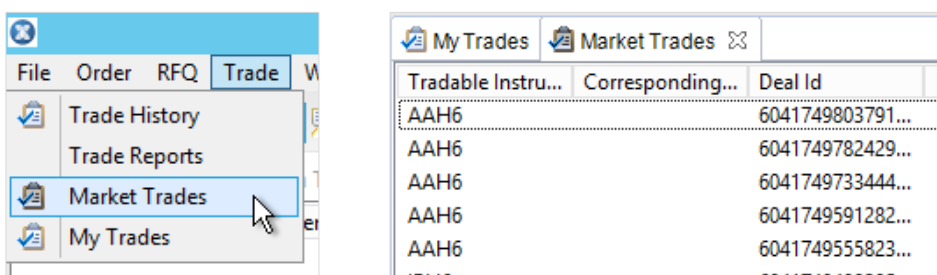 File Order RFQ Trade W
Trade History
Trade Reports
Market Trades
My Trades
My Trades Market Trades
Tradable Instru... Corresponding... Deal Id
AAH6 6041749803791...
AAH6 6041749782429...
AAH6 6041749733444...
AAH6 6041749591282...
AAH6 6041749555823...